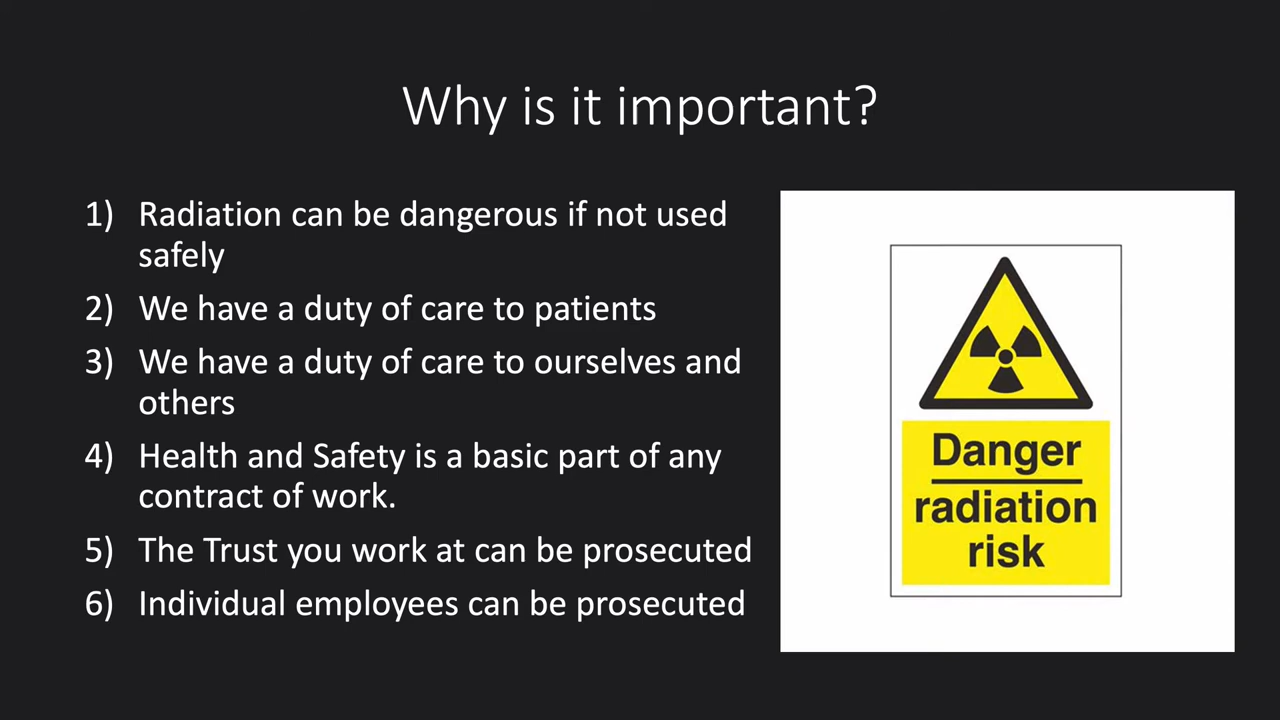 Why is it important?
1) Radiation can be dangerous if not used
safely
2) We have a duty of care to patients
3) We have a duty of care to ourselves and
others
4) Health and Safety is a basic part of any
contract of work.
5) The Trust you work at can be prosecuted
6) Individual employees can be prosecuted
Danger
radiation
risk